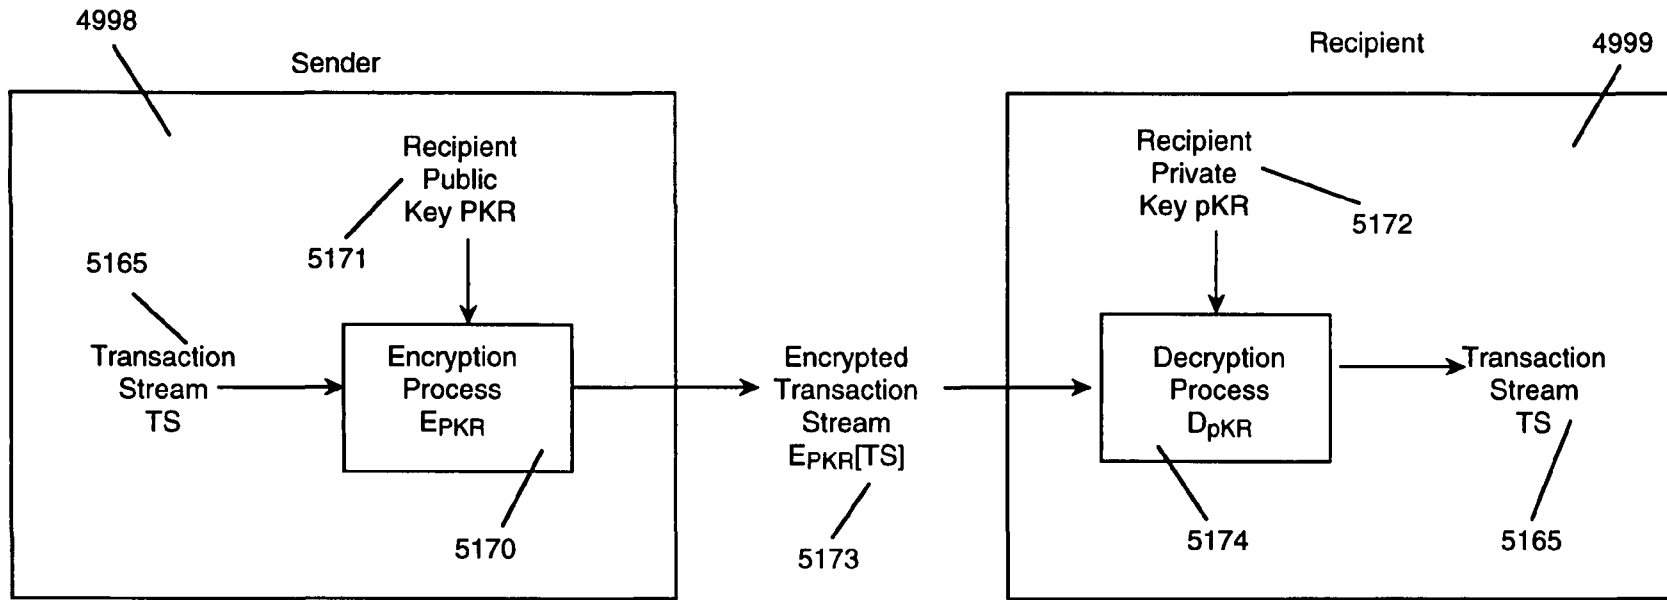 4998
Sender
Recipient
4999
Recipient
Public
Key PKR
5171
5165
Transaction
Stream
TS
Encryption
Process
EPKR
5170
Encrypted
Transaction
Stream
EPKR[TS]
5173
Recipient
Private
Key pKR
5172
Decryption
Process
DpKR
5174
Transaction
Stream
TS
5165